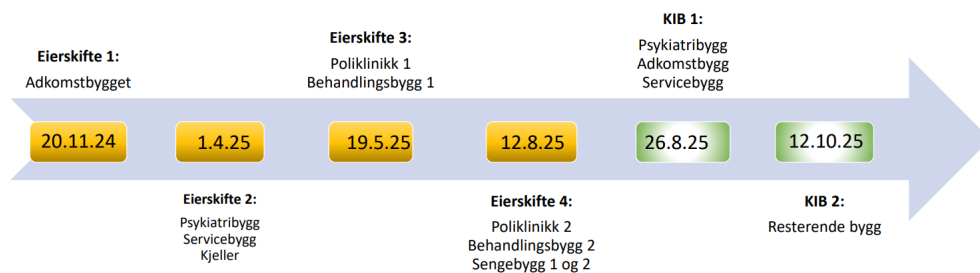 Eierskifte 1:
Adkomstbygget
20.11.24
1.4.25
Eierskifte 2:
Psykiatribygg
Servicebygg
Kjeller
Eierskifte 3:
Poliklinikk 1
Behandlingsbygg 1
19.5.25
12.8.25
Eierskifte 4:
Poliklinikk 2
Behandlingsbygg 2
Sengebygg 1 og 2
KIB 1:
Psykiatribygg
Adkomstbygg
Servicebygg
26.8.25
12.10.25
KIB 2:
Resterende bygg